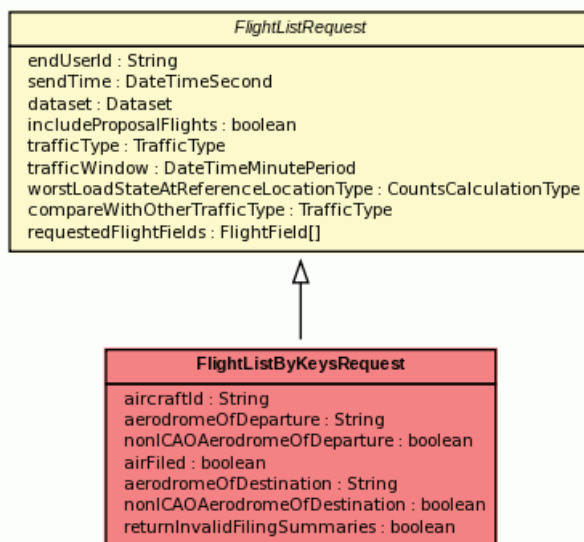 FlightListRequest
endUserId : String
sendTime : DateTimeSecond
dataset : Dataset
includeProposalFlights : boolean
trafficType : TrafficType
trafficWindow : DateTimeMinutePeriod
worstLoadStateAtReferenceLocationType : CountsCalculationType
compareWithOtherTrafficType : TrafficType
requestedFlightFields : FlightField[]
FlightListByKeysRequest
aircraftId : String
aerodromeOfDeparture : String
nonICAOAerodromeOfDeparture : boolean
airFiled : boolean
aerodromeOfDestination : String
nonICAOAerodromeOfDestination : boolean
returnInvalidFilingSummaries : boolean